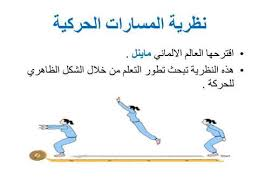 نظرية المسارات الحركية
• اقترحها العالم الالماني ماينل .
• هذه النظرية تبحث تطور التعلم من خلال الشكل الظاهري
للحركة .